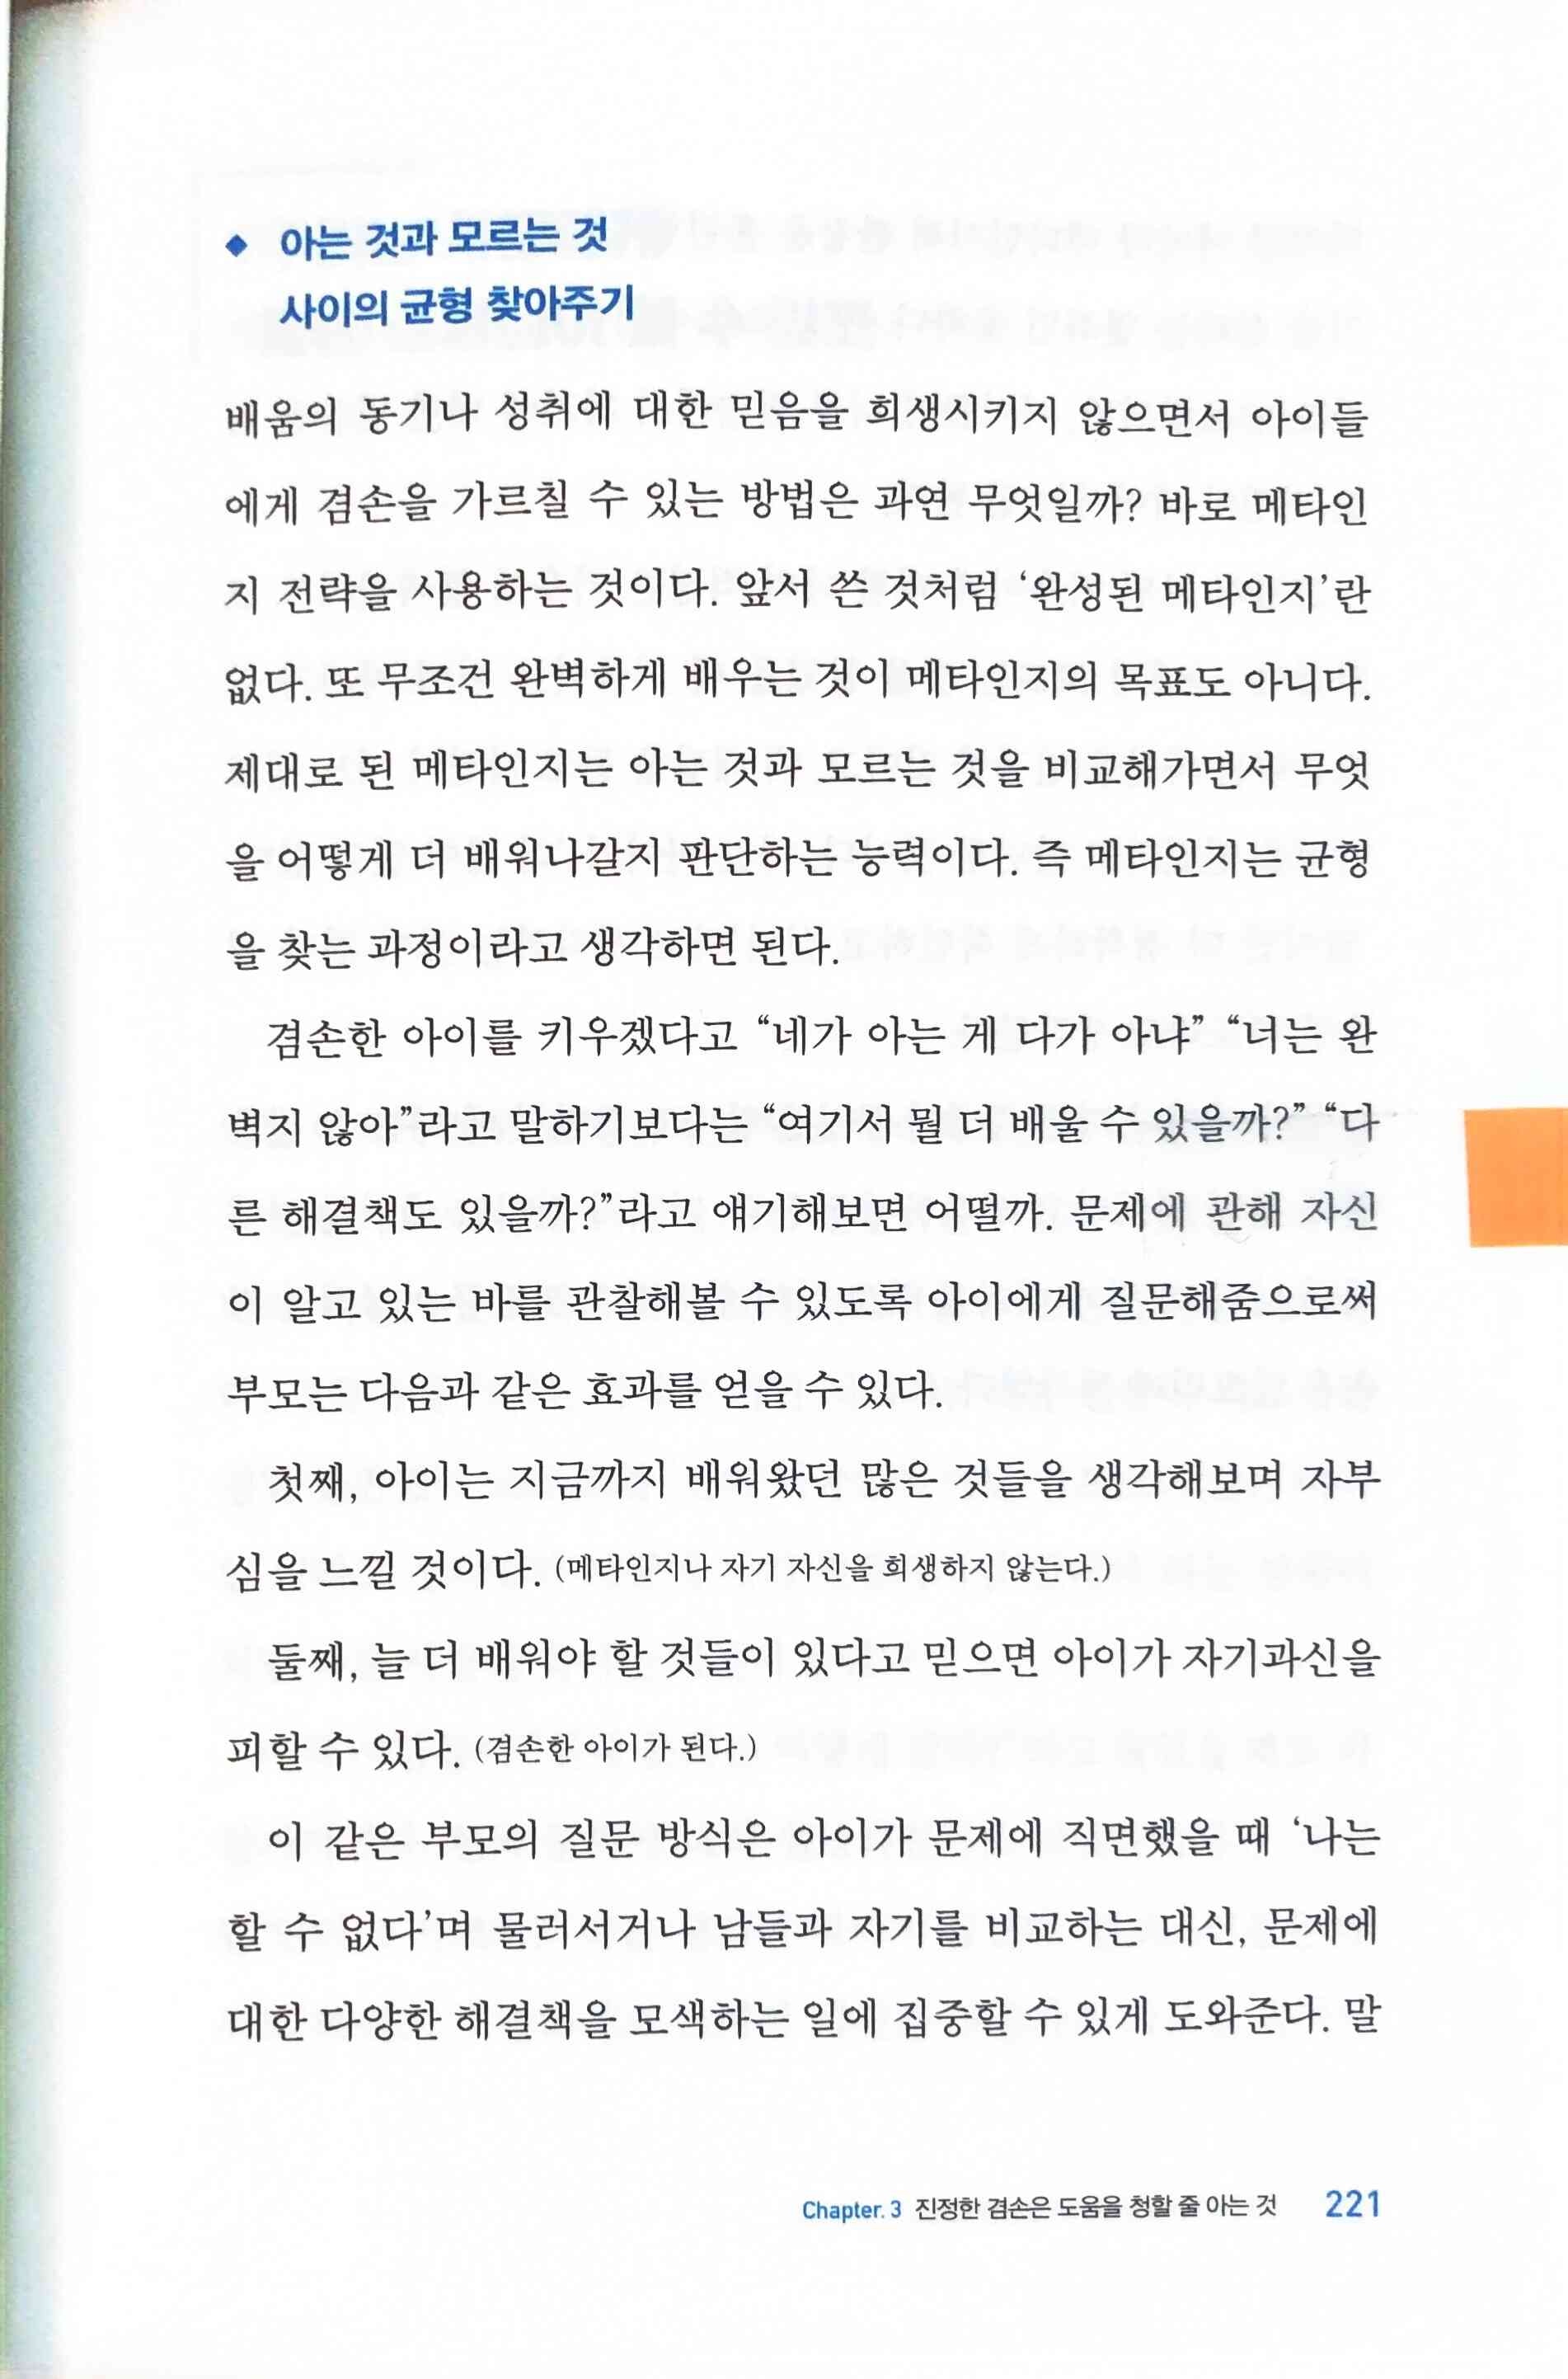 ◆ 아는 것과 모르는 것
사이의 균형 찾아주기
배움의 동기나 성취에 대한 믿음을 희생시키지 않으면서 아이들
에게 겸손을 가르칠 수 있는 방법은 과연 무엇일까? 바로 메타인
지 전략을 사용하는 것이다. 앞서 쓴 것처럼 ‘완성된 메타인지’란
없다. 또 무조건 완벽하게 배우는 것이 메타인지의 목표도 아니다.
제대로 된 메타인지는 아는 것과 모르는 것을 비교해가면서 무엇
을 어떻게 더 배워나갈지 판단하는 능력이다. 즉 메타인지는 균형
을 찾는 과정이라고 생각하면 된다.
겸손한 아이를 키우겠다고 “네가 아는 게 다가 아냐” “너는 완
벽지 않아”라고 말하기보다는 “여기서 뭘 더 배울 수 있을까?” “다
른 해결책도 있을까?”라고 얘기해보면 어떨까. 문제에 관해 자신
이 알고 있는 바를 관찰해볼 수 있도록 아이에게 질문해줌으로써
부모는 다음과 같은 효과를 얻을 수 있다.
첫째, 아이는 지금까지 배워왔던 많은 것들을 생각해보며 자부
심을 느낄 것이다. (메타인지나 자기 자신을 희생하지 않는다.)
둘째, 늘 더 배워야 할 것들이 있다고 믿으면 아이가 자기과신을
피할 수 있다. (겸손한 아이가 된다.)
이 같은 부모의 질문 방식은 아이가 문제에 직면했을 때 ‘나는
할 수 없다’며 물러서거나 남들과 자기를 비교하는 대신, 문제에
대한 다양한 해결책을 모색하는 일에 집중할 수 있게 도와준다. 말
Chapter. 3 진정한 겸손은 도움을 청할 줄 아는 것 221